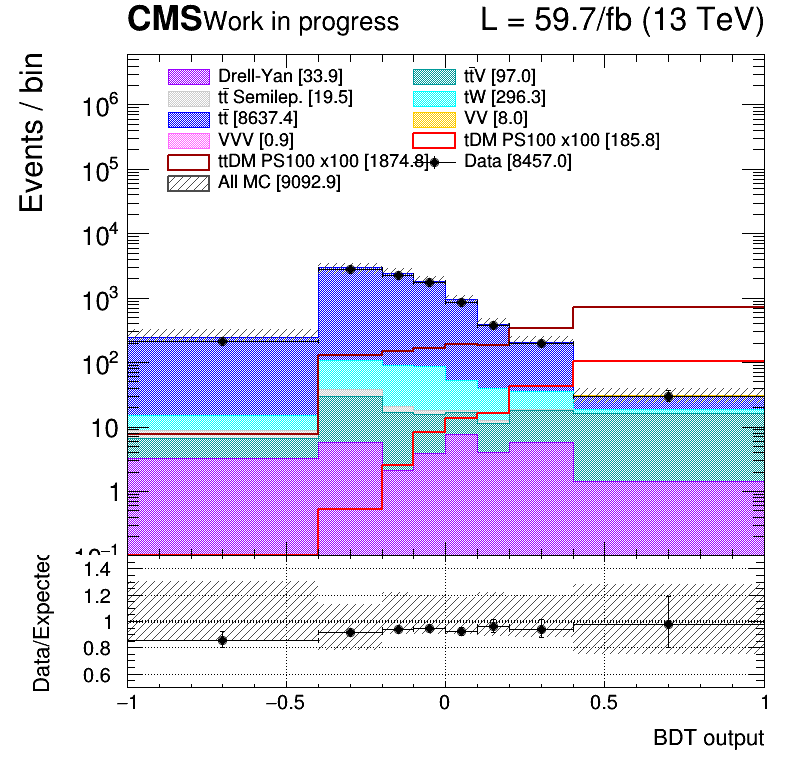 CMS Work in progress L = 59.7/fb (13 TeV)
Events / bin
Drell-Yan [33.9] tt̄V [97.0]
tt̄ Semilep. [19.5] tW [296.3]
tt̄ [8637.4] VV [8.0]
VVV [0.9] tDM PS100 x100 [185.8]
ttDM PS100 x100 [1874.8] Data [8457.0]
All MC [9092.9]
10⁶
10⁵
10⁴
10³
10²
10
1
10⁻¹
Data/Expected
1.4
1.2
1
0.8
0.6
−1 −0.5 0 0.5 1
BDT output